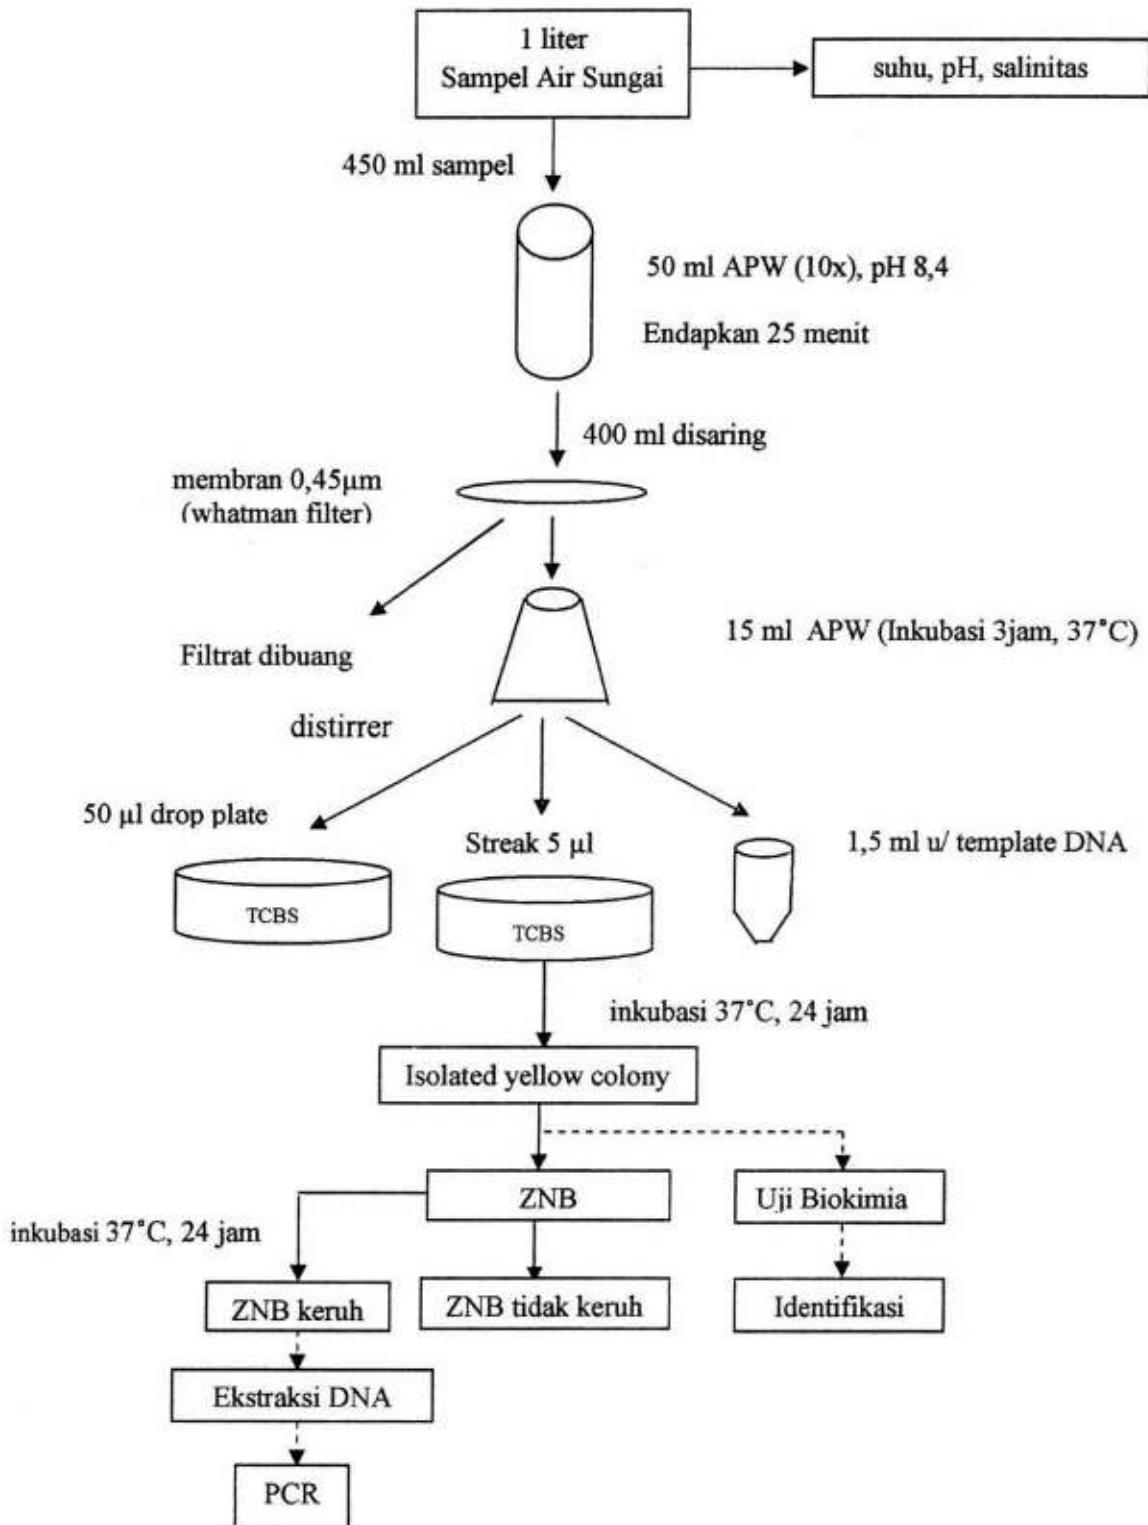 1 liter
Sampel Air Sungai
suhu, pH, salinitas
450 ml sampel
50 ml APW (10x), pH 8,4
Endapkan 25 menit
400 ml disaring
membran 0,45µm
(whatman filter)
15 ml APW (Inkubasi 3jam, 37˚C)
Filtrat dibuang
distirrer
50 µl drop plate
Streak 5 µl
1,5 ml u/ template DNA
TCBS
TCBS
inkubasi 37˚C, 24 jam
Isolated yellow colony
ZNB
Uji Biokimia
inkubasi 37˚C, 24 jam
ZNB keruh
ZNB tidak keruh
Identifikasi
Ekstraksi DNA
PCR